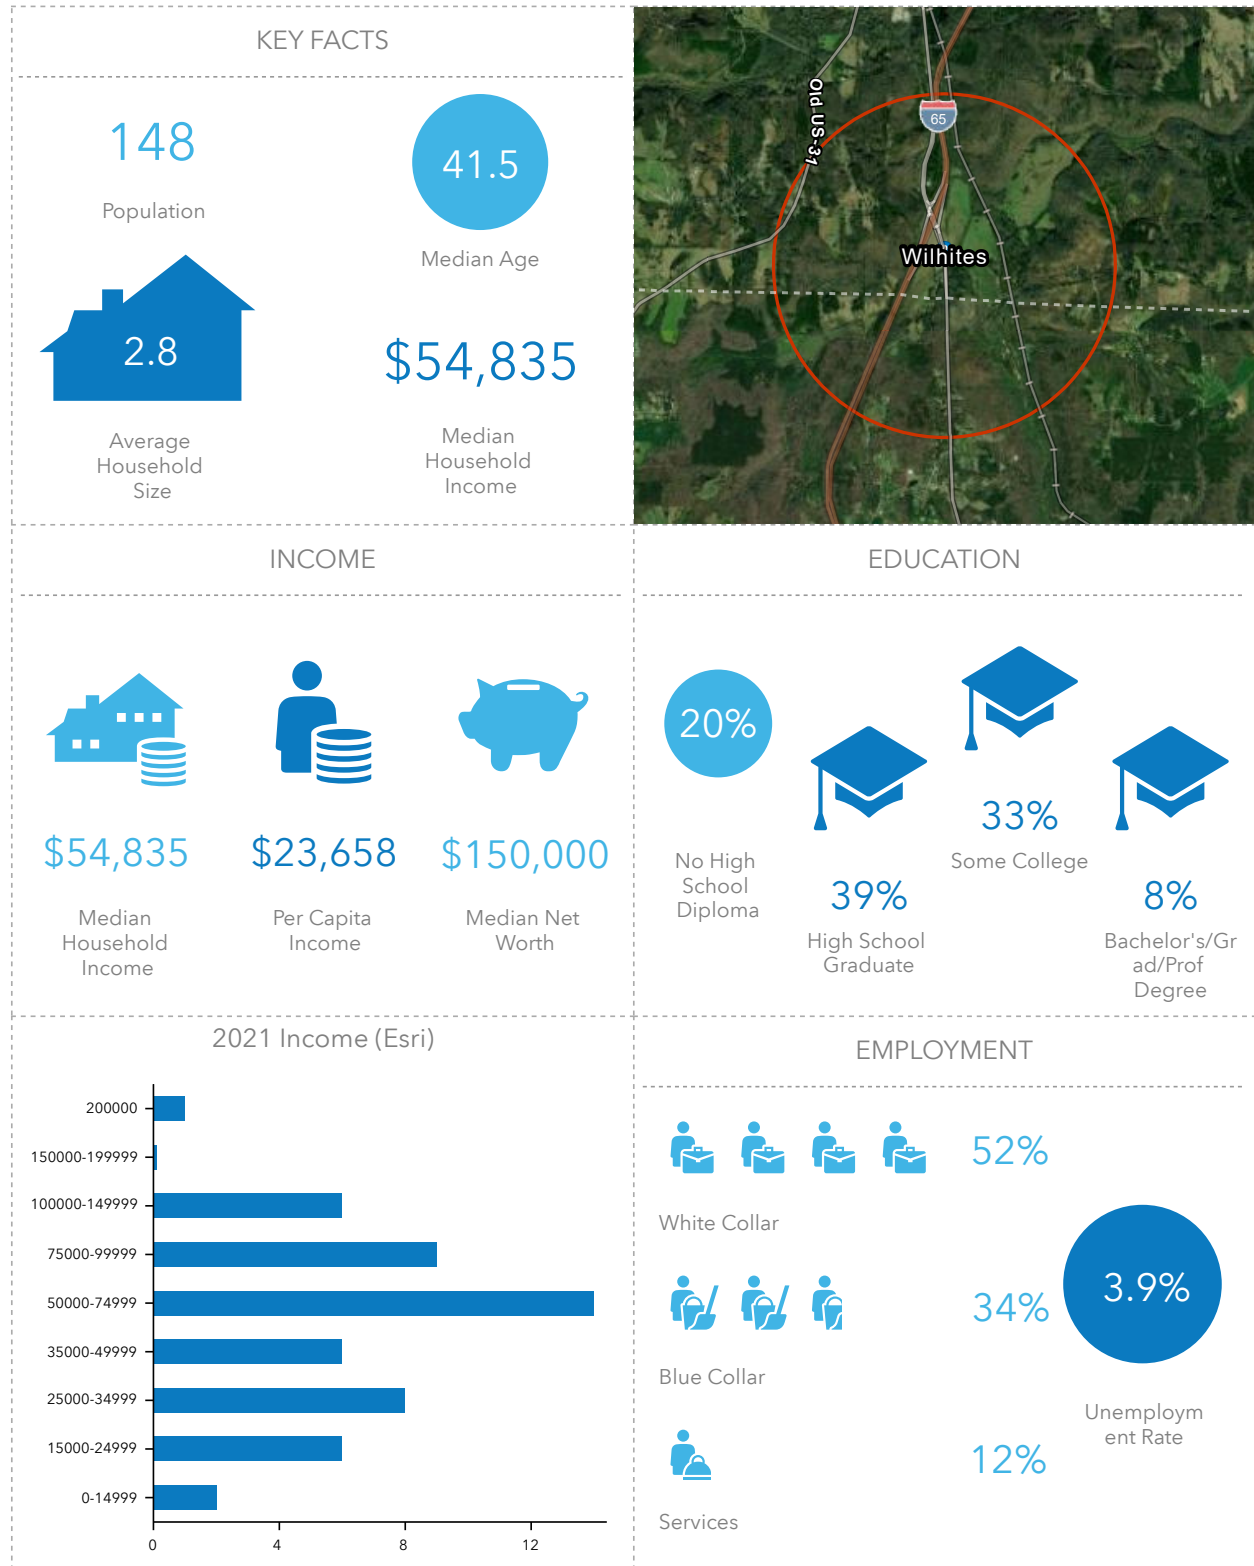 KEY FACTS
148
Population
41.5
Median Age
2.8
Average
Household
Size
$54,835
Median
Household
Income
Old US-31
65
Wilhites
INCOME
$54,835
Median
Household
Income
$23,658
Per Capita
Income
$150,000
Median Net
Worth
EDUCATION
20%
No High
School
Diploma
39%
High School
Graduate
33%
Some College
8%
Bachelor's/Gr
ad/Prof
Degree
2021 Income (Esri)
200000
150000-199999
100000-149999
75000-99999
50000-74999
35000-49999
25000-34999
15000-24999
0-14999
0 4 8 12
EMPLOYMENT
52%
White Collar
34%
Blue Collar
12%
Services
3.9%
Unemploym
ent Rate